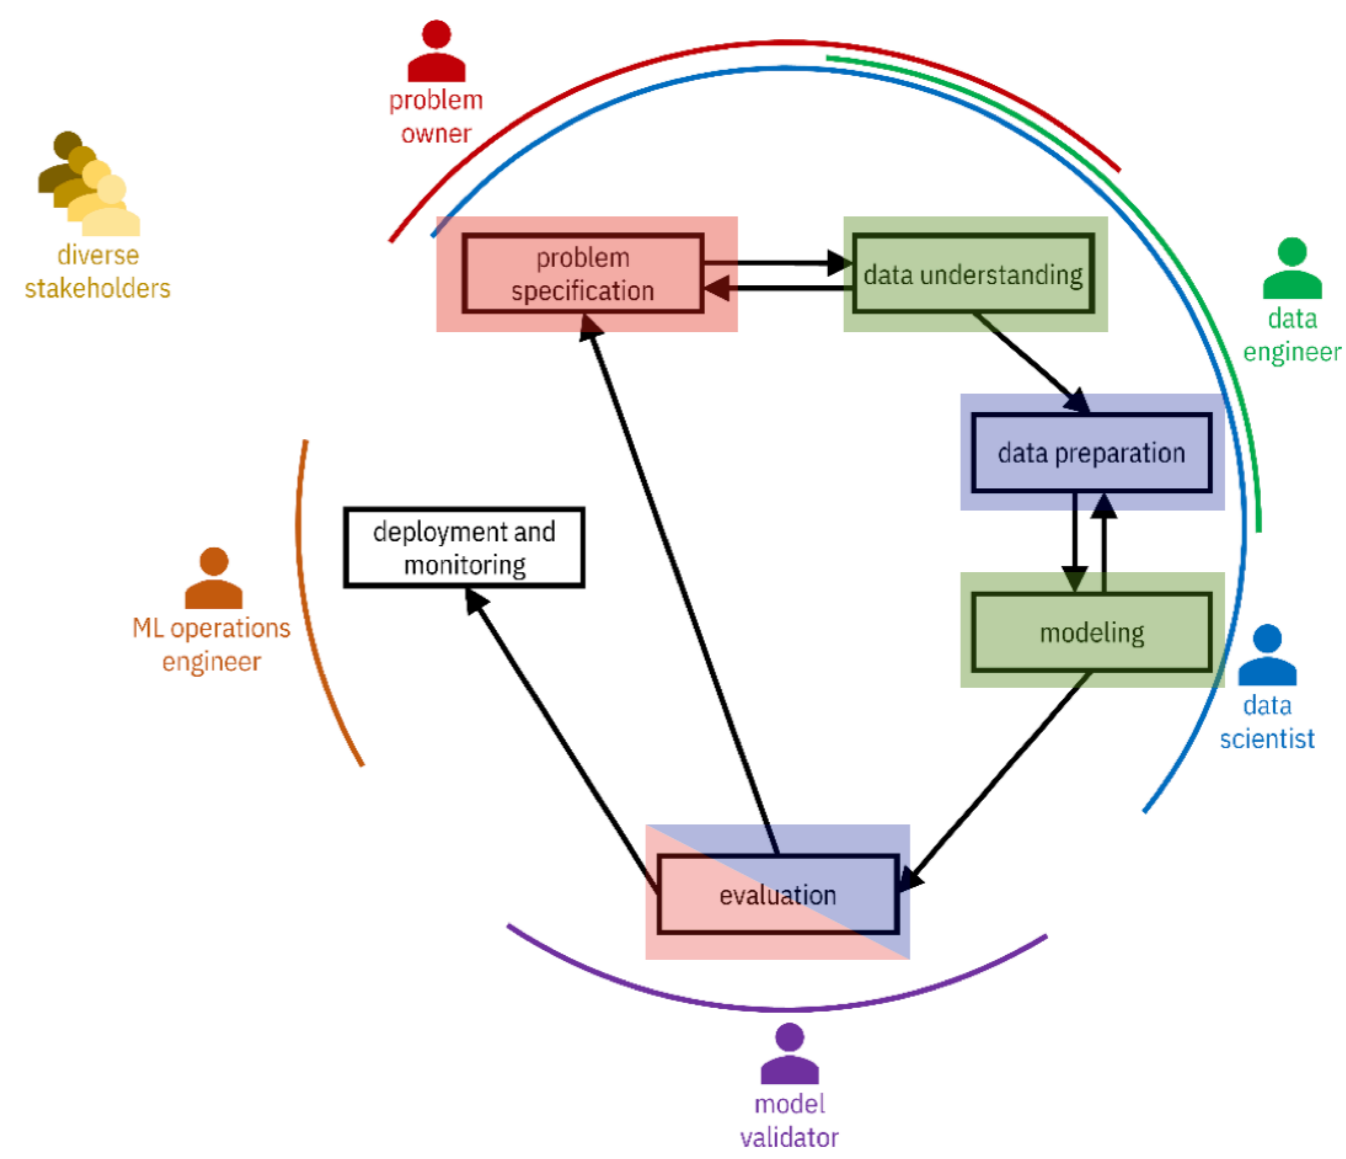 problem
owner
diverse
stakeholders
problem
specification
data understanding
data
engineer
data preparation
deployment and
monitoring
ML operations
engineer
modeling
data
scientist
evaluation
model
validator